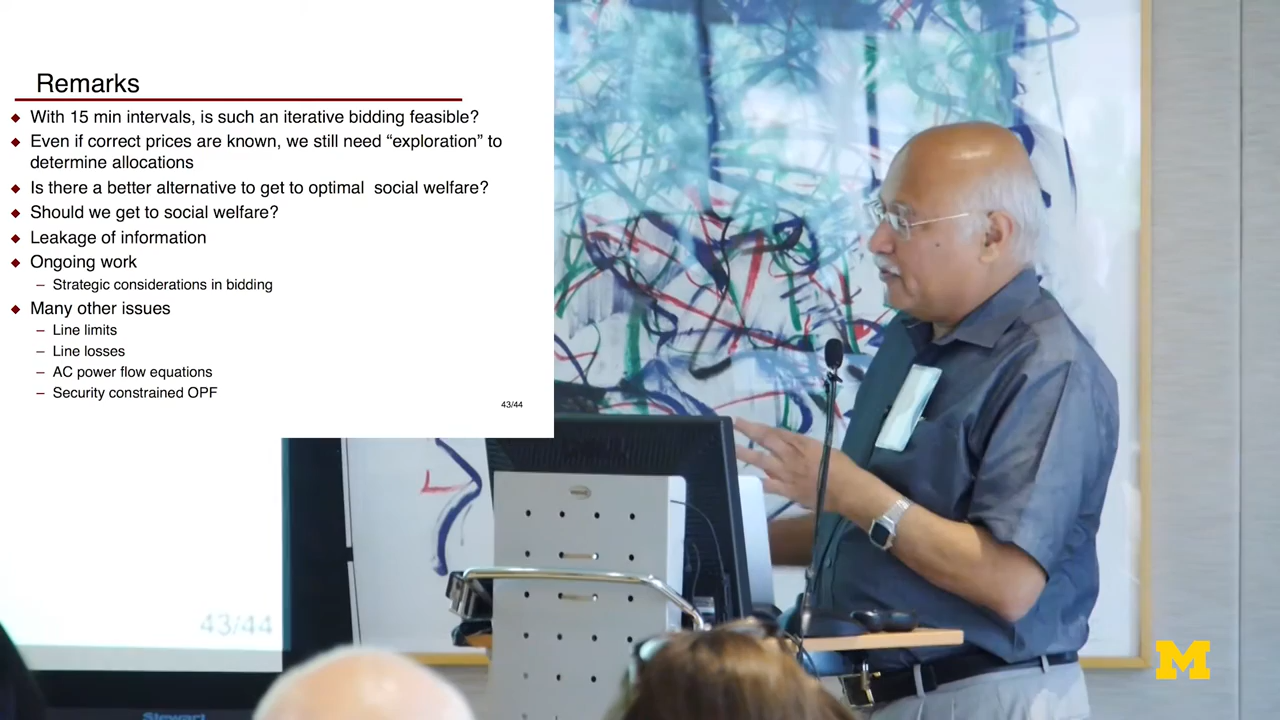 Remarks
◆ With 15 min intervals, is such an iterative bidding feasible?
◆ Even if correct prices are known, we still need “exploration” to
determine allocations
◆ Is there a better alternative to get to optimal social welfare?
◆ Should we get to social welfare?
◆ Leakage of information
◆ Ongoing work
– Strategic considerations in bidding
◆ Many other issues
– Line limits
– Line losses
– AC power flow equations
– Security constrained OPF
43/44
43/44
Stewart
M